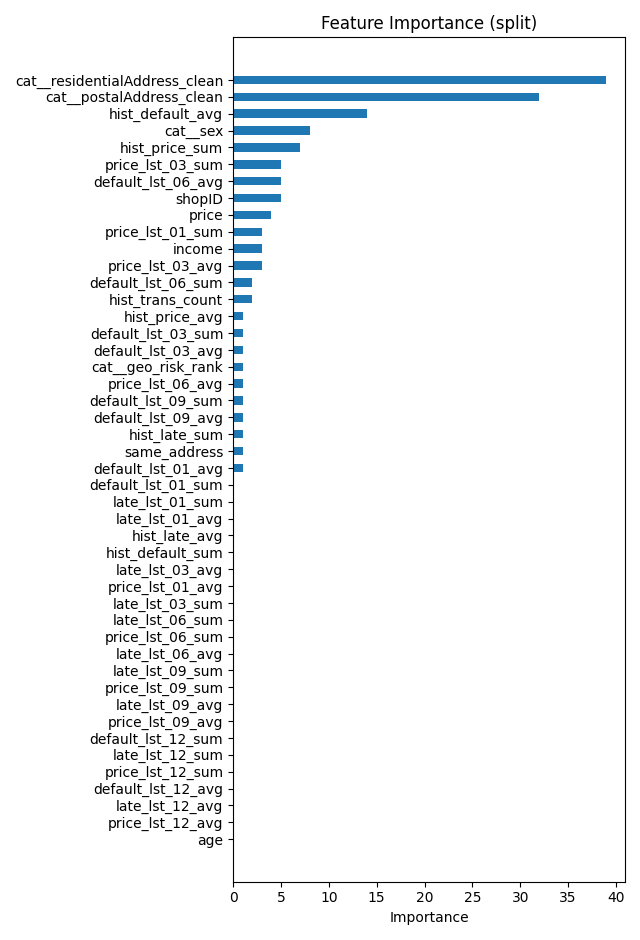 Feature Importance (split)
cat__residentialAddress_clean
cat__postalAddress_clean
hist_default_avg
cat__sex
hist_price_sum
price_lst_03_sum
default_lst_06_avg
shopID
price
price_lst_01_sum
income
price_lst_03_avg
default_lst_06_sum
hist_trans_count
hist_price_avg
default_lst_03_sum
default_lst_03_avg
cat__geo_risk_rank
price_lst_06_avg
default_lst_09_sum
default_lst_09_avg
hist_late_sum
same_address
default_lst_01_avg
default_lst_01_sum
late_lst_01_sum
late_lst_01_avg
hist_late_avg
hist_default_sum
late_lst_03_avg
price_lst_01_avg
late_lst_03_sum
late_lst_06_sum
price_lst_06_sum
late_lst_06_avg
late_lst_09_sum
price_lst_09_sum
late_lst_09_avg
price_lst_09_avg
default_lst_12_sum
late_lst_12_sum
price_lst_12_sum
default_lst_12_avg
late_lst_12_avg
price_lst_12_avg
age
0 5 10 15 20 25 30 35 40
Importance